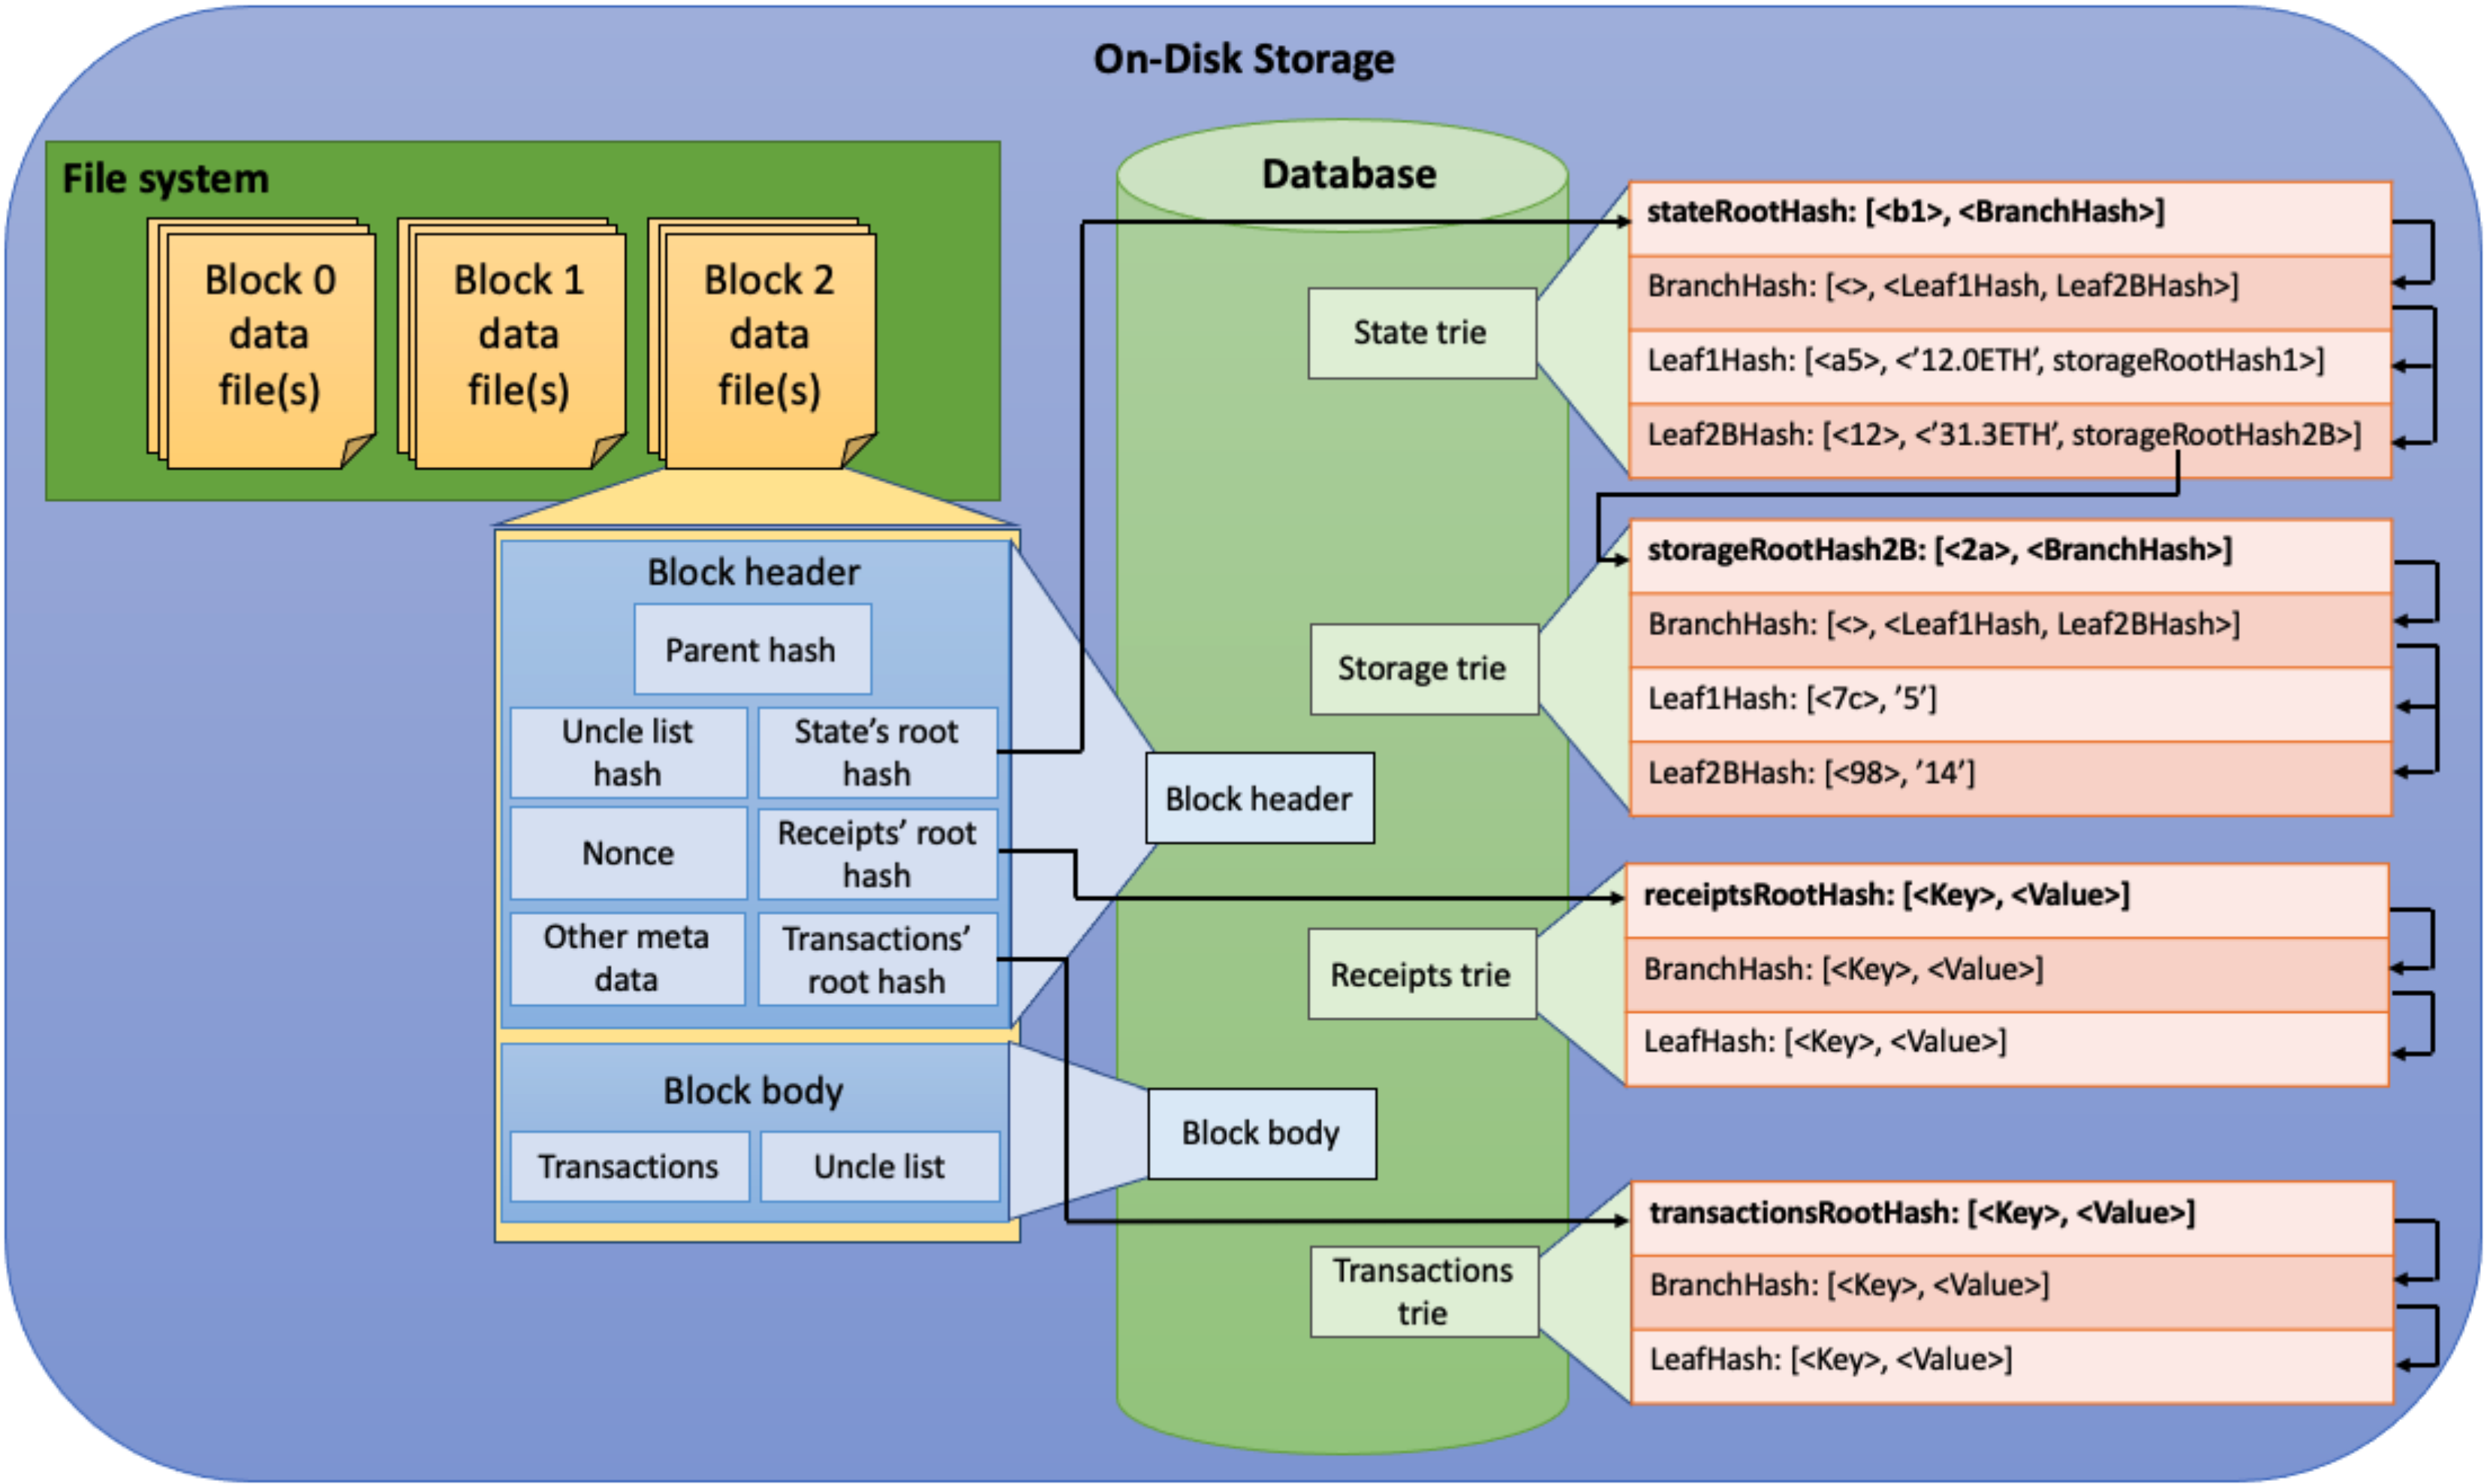 On-Disk Storage
File system
Block 0
data
file(s)
Block 1
data
file(s)
Block 2
data
file(s)
Block header
Parent hash
Uncle list
hash
State’s root
hash
Nonce
Receipts’ root
hash
Other meta
data
Transactions’
root hash
Block body
Transactions
Uncle list
Database
State trie
Storage trie
Block header
Receipts trie
Block body
Transactions
trie
stateRootHash: [<b1>, <BranchHash>]
BranchHash: [<>, <Leaf1Hash, Leaf2BHash>]
Leaf1Hash: [<a5>, <’12.0ETH’, storageRootHash1>]
Leaf2BHash: [<12>, <’31.3ETH’, storageRootHash2B>]
storageRootHash2B: [<2a>, <BranchHash>]
BranchHash: [<>, <Leaf1Hash, Leaf2BHash>]
Leaf1Hash: [<7c>, ’5’]
Leaf2BHash: [<98>, ’14’]
receiptsRootHash: [<Key>, <Value>]
BranchHash: [<Key>, <Value>]
LeafHash: [<Key>, <Value>]
transactionsRootHash: [<Key>, <Value>]
BranchHash: [<Key>, <Value>]
LeafHash: [<Key>, <Value>]